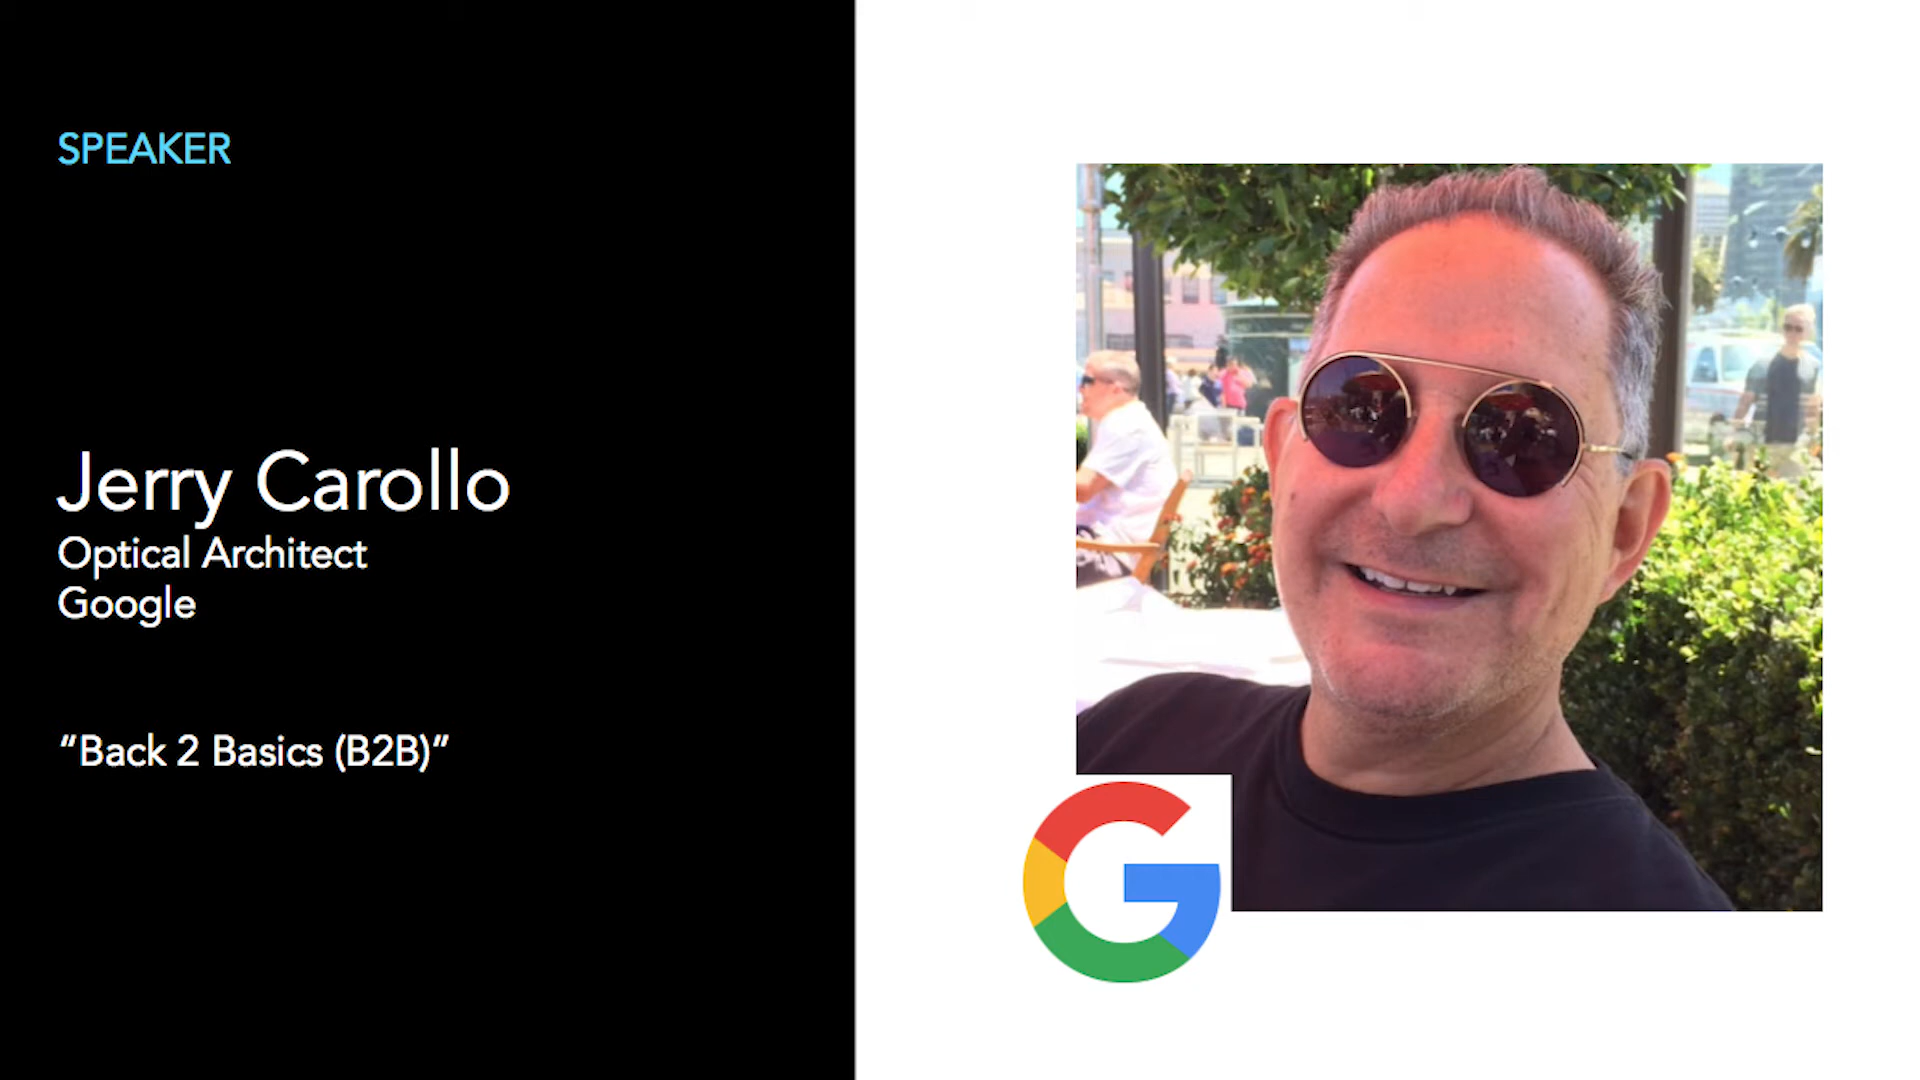 SPEAKER
Jerry Carollo
Optical Architect
Google
“Back 2 Basics (B2B)”